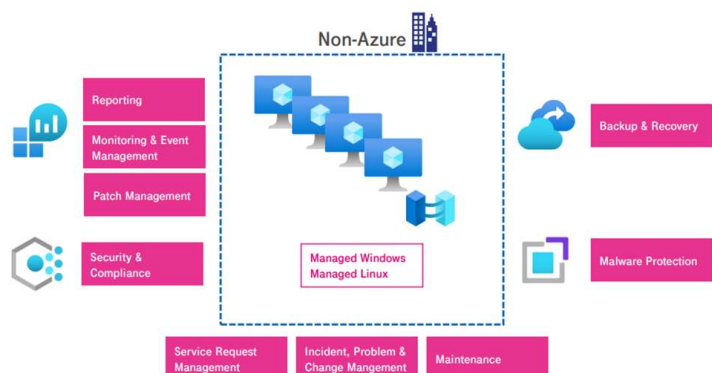 Non-Azure
Reporting
Monitoring & Event
Management
Patch Management
Security &
Compliance
Managed Windows
Managed Linux
Backup & Recovery
Malware Protection
Service Request
Management
Incident, Problem &
Change Mangement
Maintenance